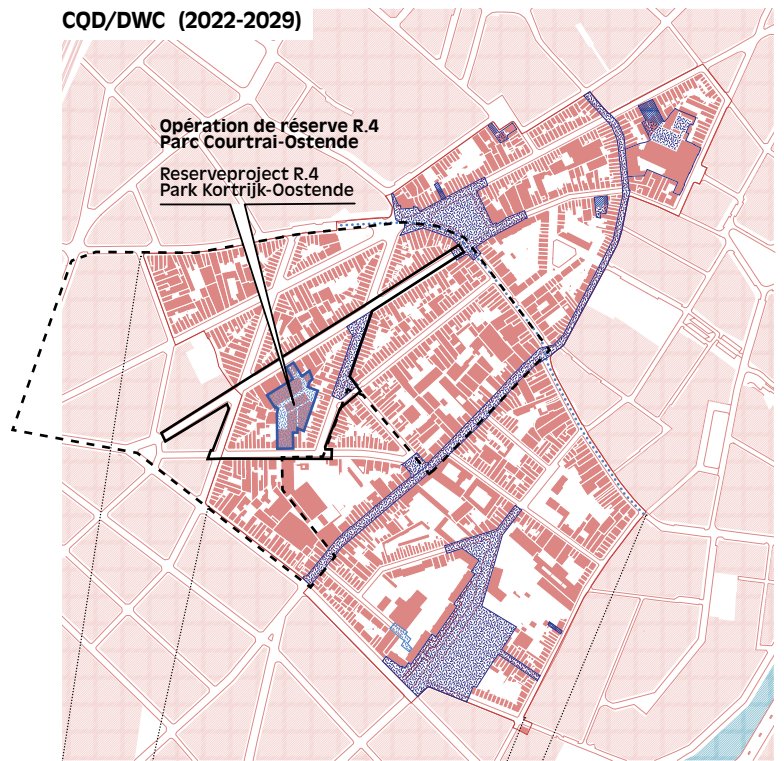 CQD/DWC (2022-2029)
Opération de réserve R.4
Parc Courtrai-Ostende
Reserveproject R.4
Park Kortrijk-Oostende